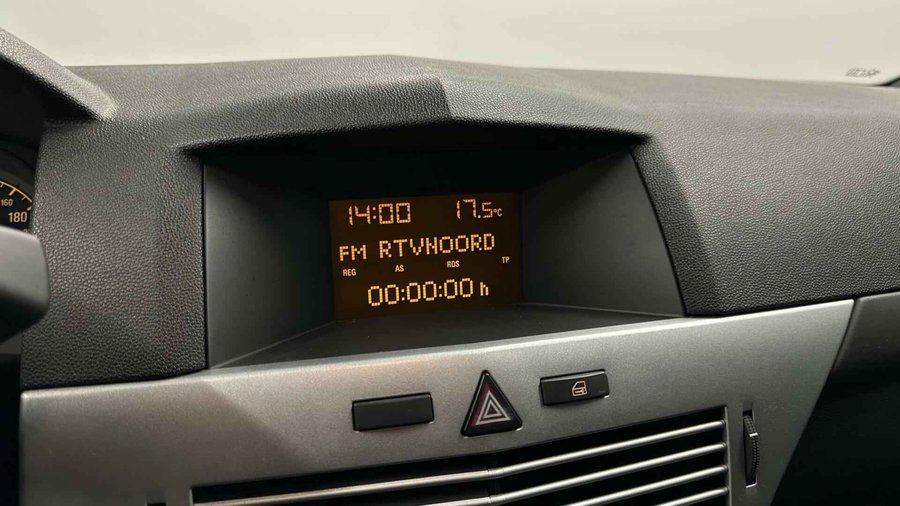 160
180
14:00 17.5°C
FM RTVNOORD
REG AS RDS TP
00:00:00 h